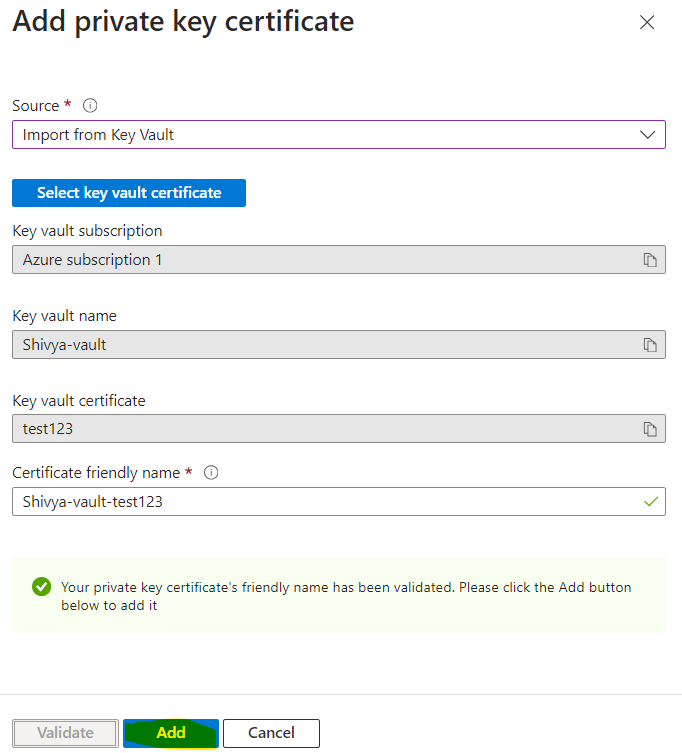 Add private key certificate
Source *
Import from Key Vault
Select key vault certificate
Key vault subscription
Azure subscription 1
Key vault name
Shivya-vault
Key vault certificate
test123
Certificate friendly name *
Shivya-vault-test123
Your private key certificate's friendly name has been validated. Please click the Add button
below to add it
Validate Add Cancel